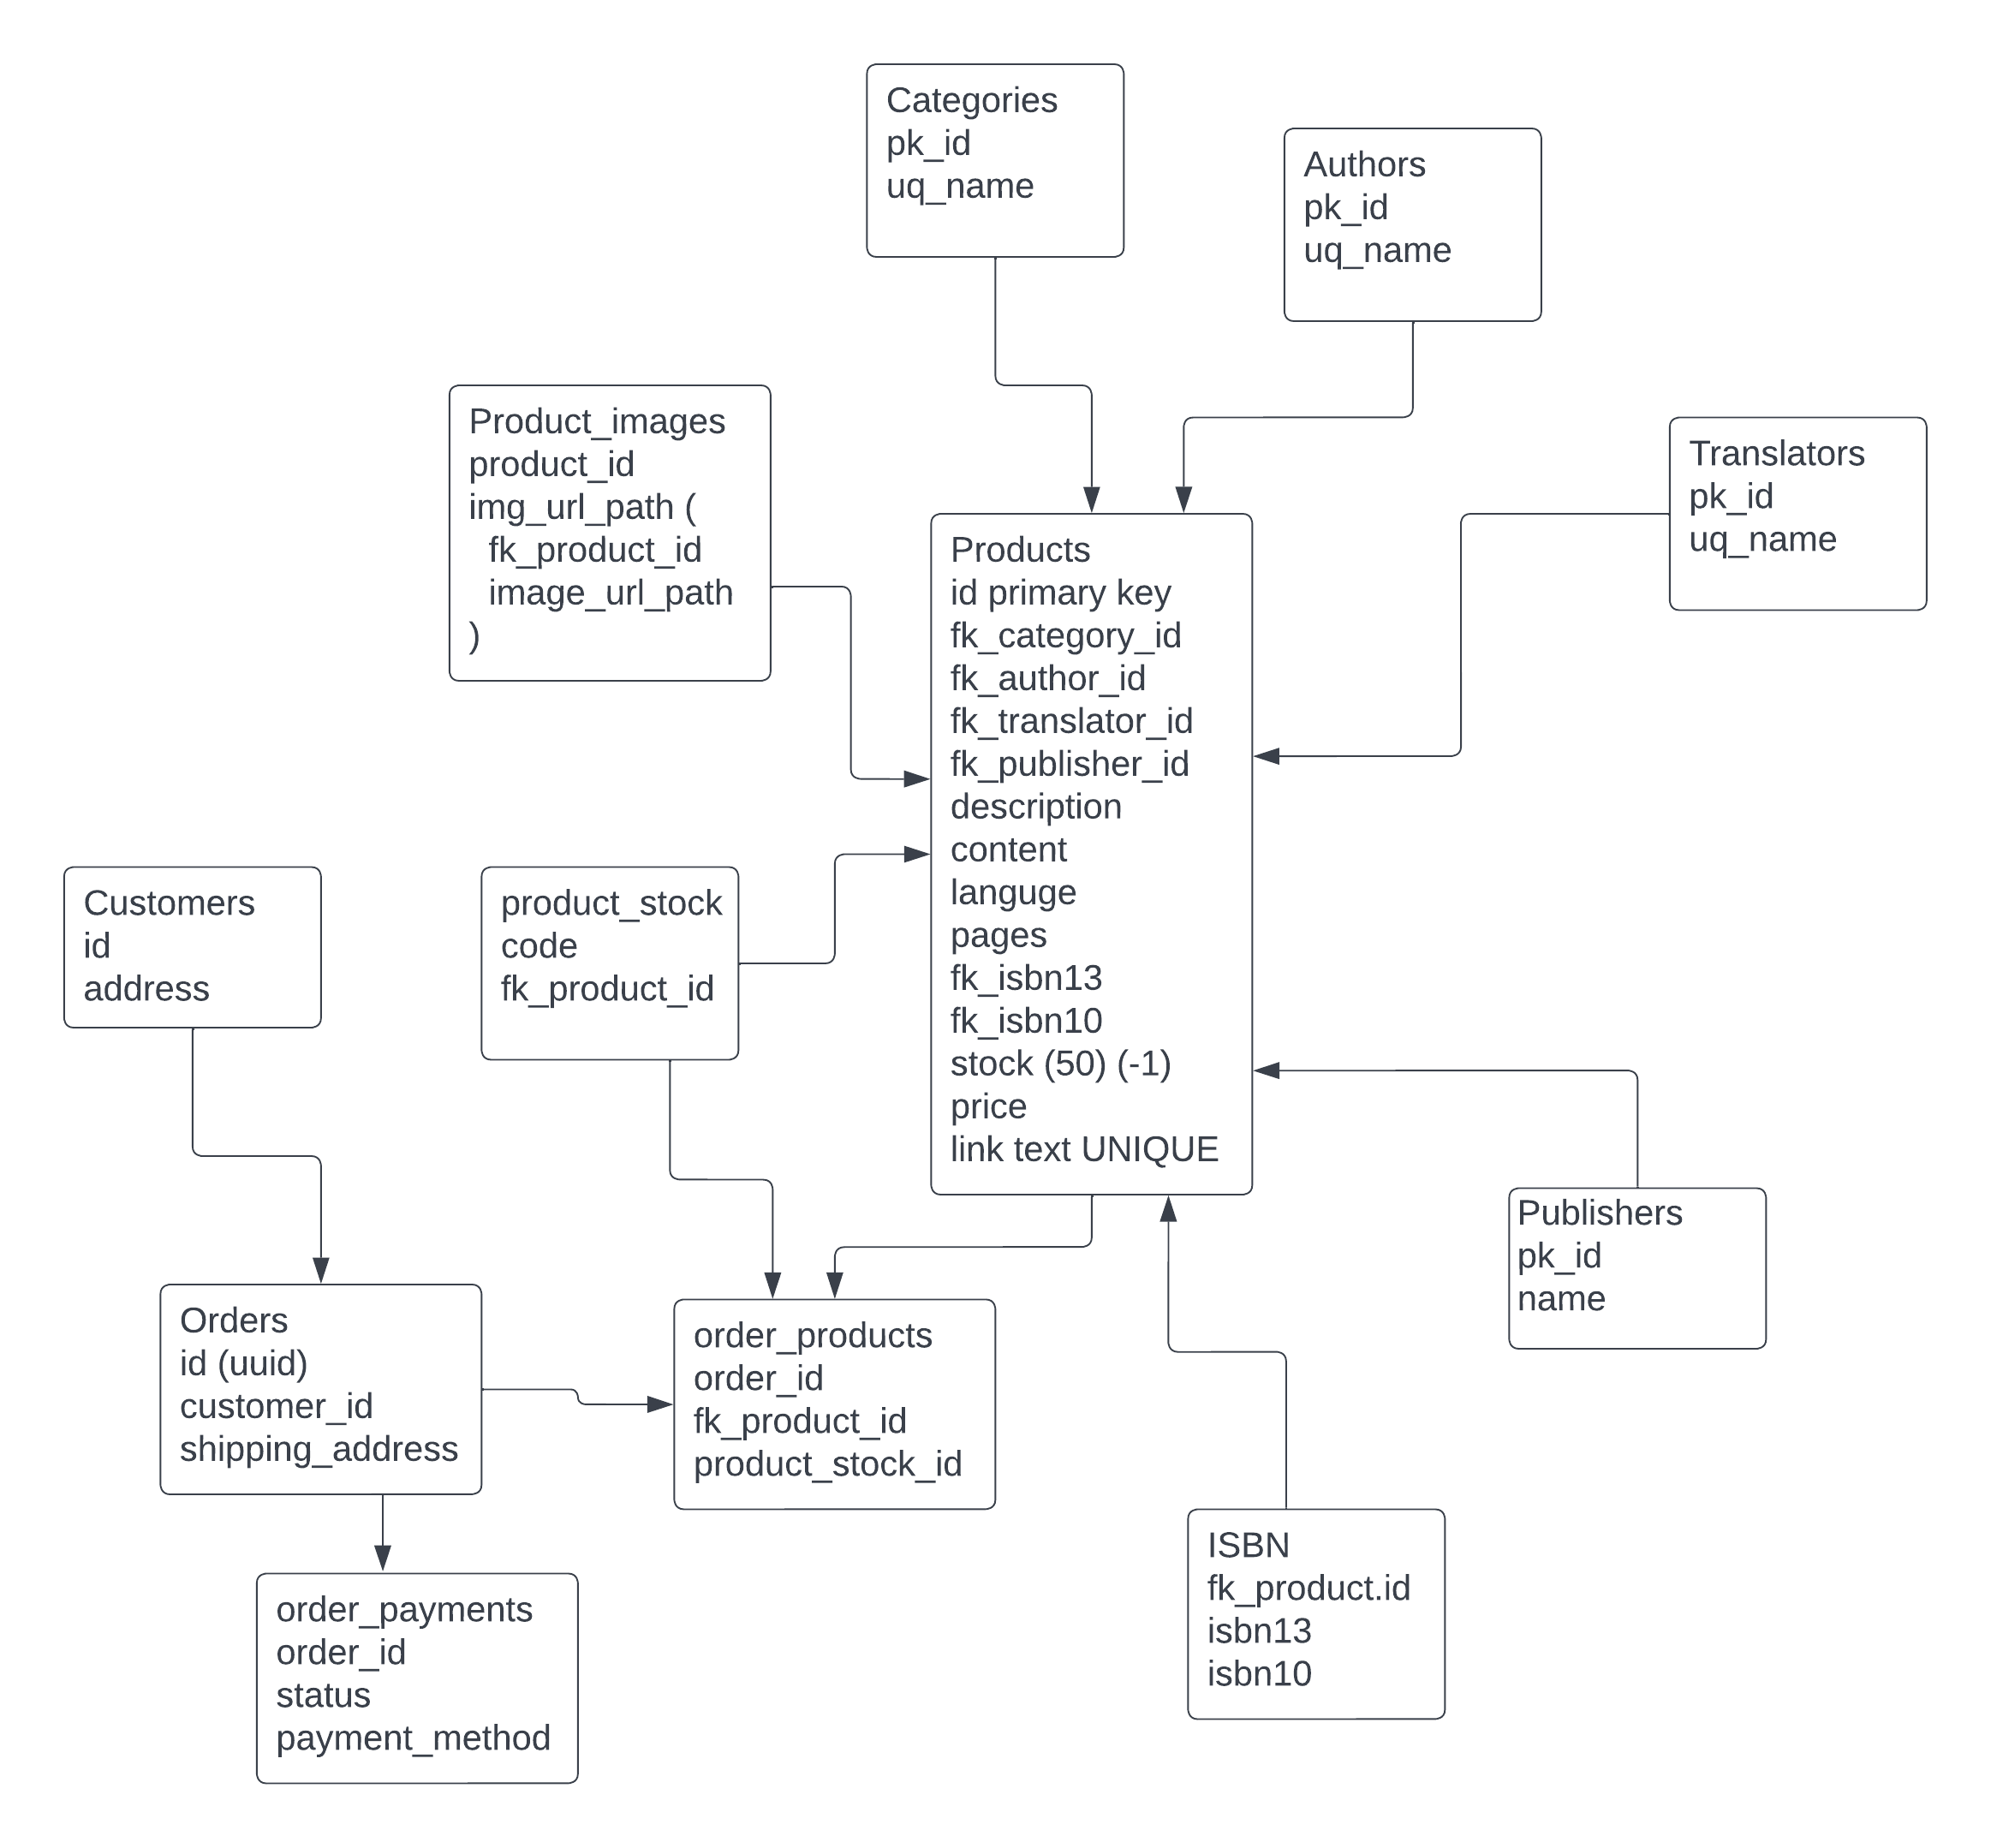 Categories
pk_id
uq_name
Authors
pk_id
uq_name
Product_images
product_id
img_url_path (
fk_product_id
image_url_path
)
Translators
pk_id
uq_name
Products
id primary key
fk_category_id
fk_author_id
fk_translator_id
fk_publisher_id
description
content
languge
pages
fk_isbn13
fk_isbn10
stock (50) (-1)
price
link text UNIQUE
Customers
id
address
product_stock
code
fk_product_id
Publishers
pk_id
name
Orders
id (uuid)
customer_id
shipping_address
order_products
order_id
fk_product_id
product_stock_id
ISBN
fk_product.id
isbn13
isbn10
order_payments
order_id
status
payment_method